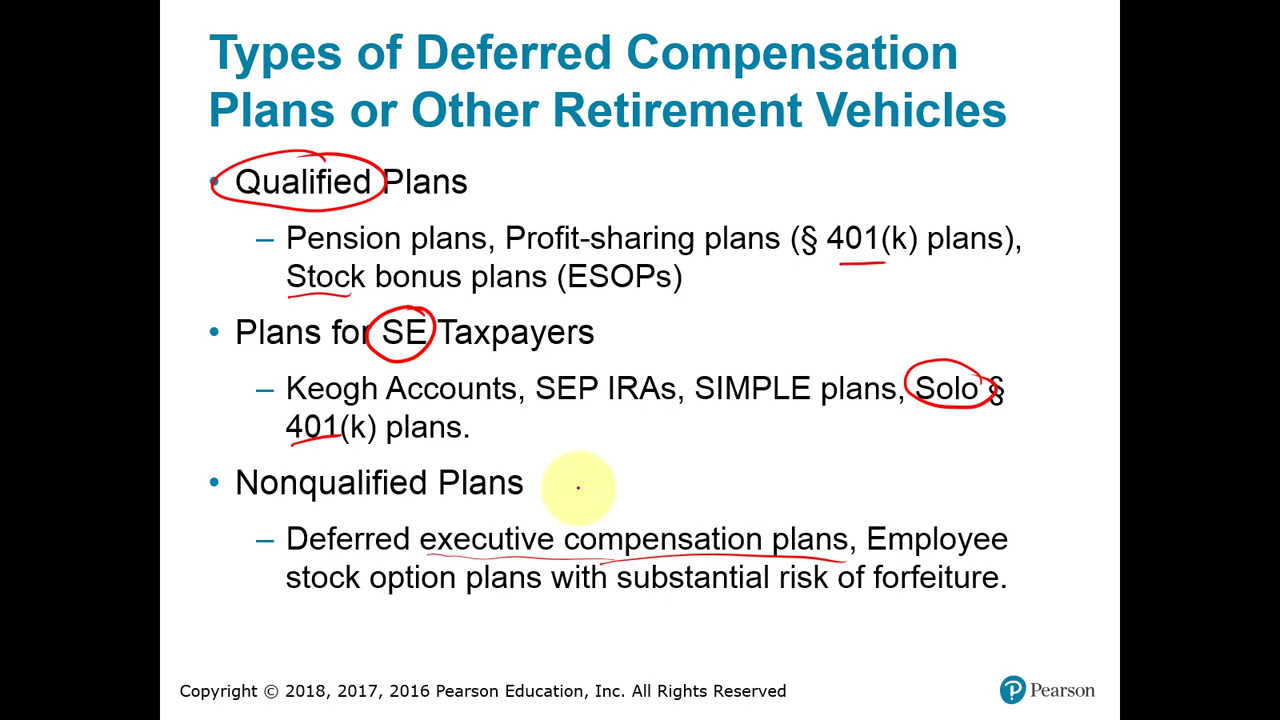 Types of Deferred Compensation
Plans or Other Retirement Vehicles
• Qualified Plans
– Pension plans, Profit-sharing plans (§ 401(k) plans),
Stock bonus plans (ESOPs)
• Plans for SE Taxpayers
– Keogh Accounts, SEP IRAs, SIMPLE plans, Solo §
401(k) plans.
• Nonqualified Plans
– Deferred executive compensation plans, Employee
stock option plans with substantial risk of forfeiture.
Copyright © 2018, 2017, 2016 Pearson Education, Inc. All Rights Reserved
P Pearson